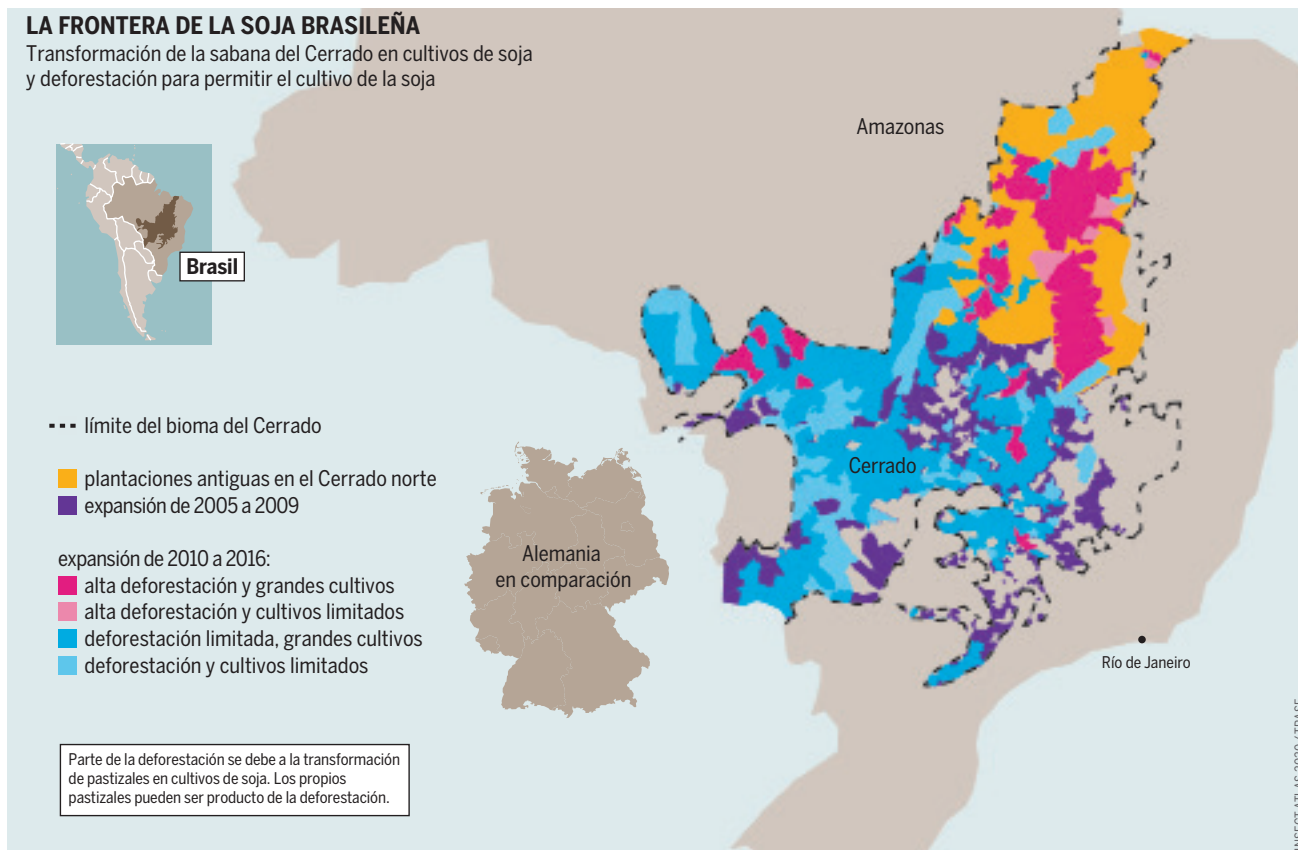 LA FRONTERA DE LA SOJA BRASILEÑA
Transformación de la sabana del Cerrado en cultivos de soja
y deforestación para permitir el cultivo de la soja
Amazonas
Brasil
límite del bioma del Cerrado
plantaciones antiguas en el Cerrado norte
expansión de 2005 a 2009
expansión de 2010 a 2016:
alta deforestación y grandes cultivos
alta deforestación y cultivos limitados
deforestación limitada, grandes cultivos
deforestación y cultivos limitados
Alemania
en comparación
Cerrado
Río de Janeiro
Parte de la deforestación se debe a la transformación
de pastizales en cultivos de soja. Los propios
pastizales pueden ser producto de la deforestación.